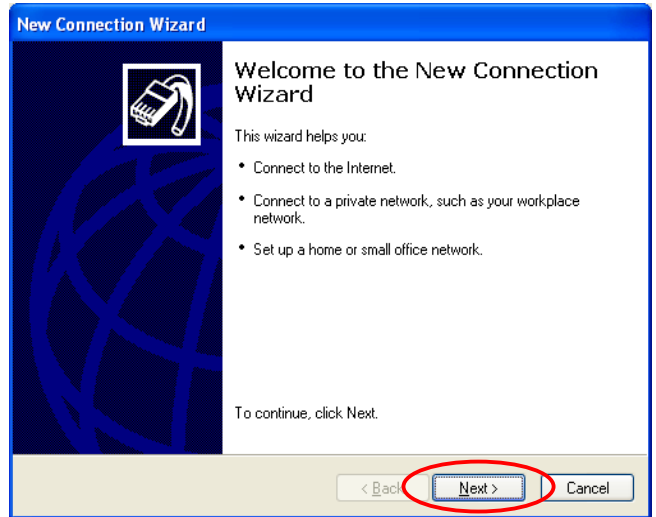 New Connection Wizard
Welcome to the New Connection
Wizard
This wizard helps you:
• Connect to the Internet.
• Connect to a private network, such as your workplace
network.
• Set up a home or small office network.
To continue, click Next.
< Back
Next >
Cancel